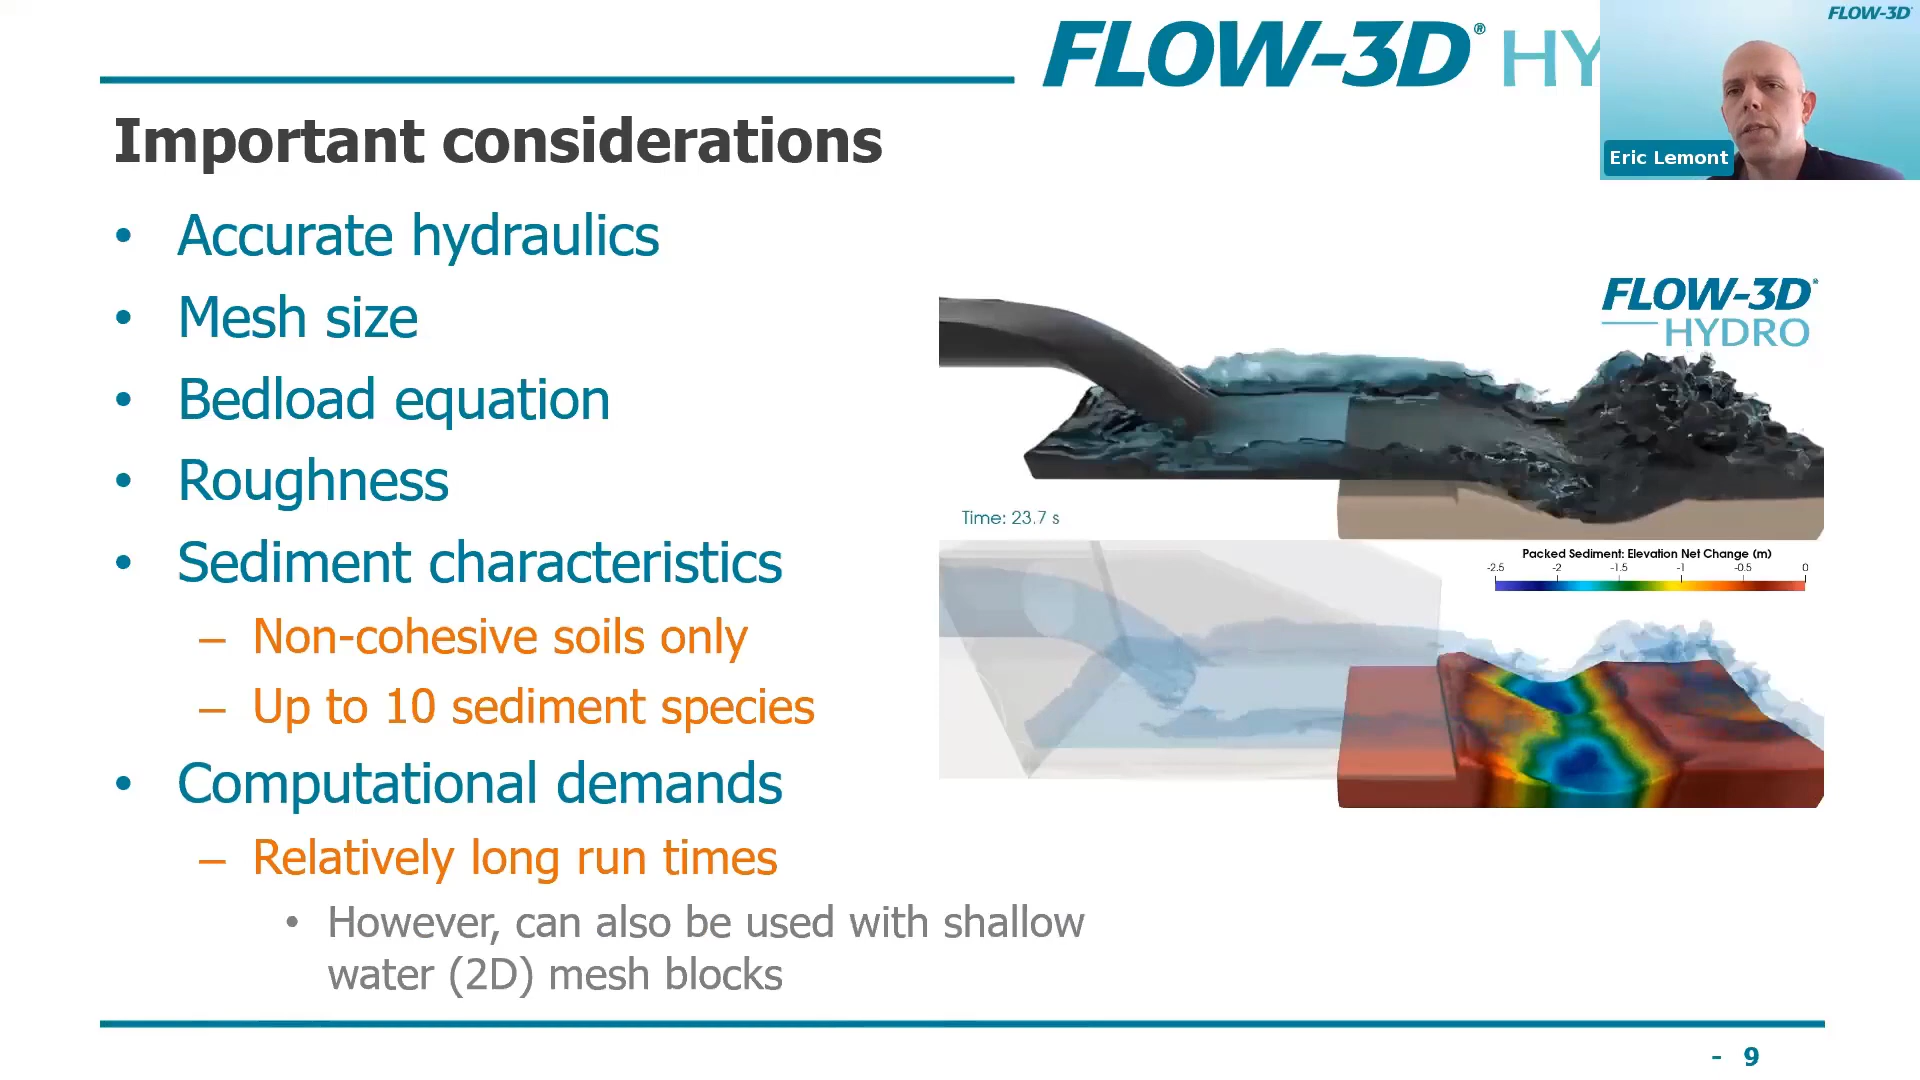 FLOW-3D® HY
FLOW-3D
Eric Lemont
Important considerations
• Accurate hydraulics
• Mesh size
• Bedload equation
• Roughness
• Sediment characteristics
– Non-cohesive soils only
– Up to 10 sediment species
• Computational demands
– Relatively long run times
• However, can also be used with shallow
water (2D) mesh blocks
FLOW-3D®
HYDRO
Time: 23.7 s
Packed Sediment: Elevation Net Change (m)
-2.5 -2 -1.5 -1 -0.5 0
- 9